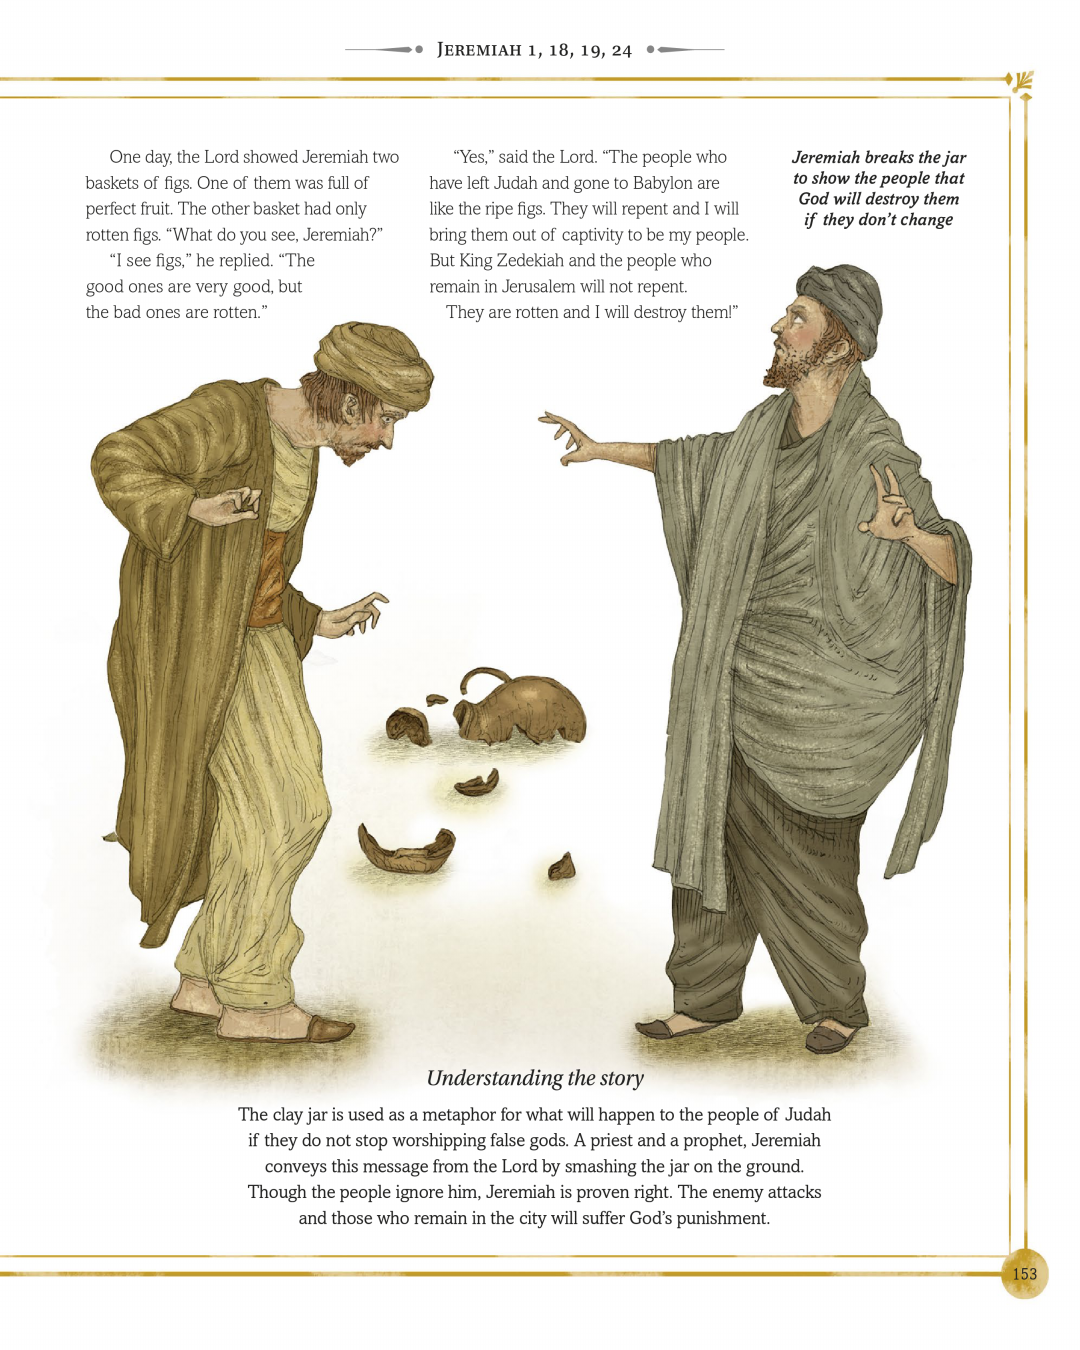 JEREMIAH 1, 18, 19, 24
One day, the Lord showed Jeremiah two
baskets of figs. One of them was full of
perfect fruit. The other basket had only
rotten figs. “What do you see, Jeremiah?”
“I see figs,” he replied. “The
good ones are very good, but
the bad ones are rotten.”
“Yes,” said the Lord. “The people who
have left Judah and gone to Babylon are
like the ripe figs. They will repent and I will
bring them out of captivity to be my people.
But King Zedekiah and the people who
remain in Jerusalem will not repent.
They are rotten and I will destroy them!”
Jeremiah breaks the jar
to show the people that
God will destroy them
if they don’t change
Understanding the story
The clay jar is used as a metaphor for what will happen to the people of Judah
if they do not stop worshipping false gods. A priest and a prophet, Jeremiah
conveys this message from the Lord by smashing the jar on the ground.
Though the people ignore him, Jeremiah is proven right. The enemy attacks
and those who remain in the city will suffer God’s punishment.
153